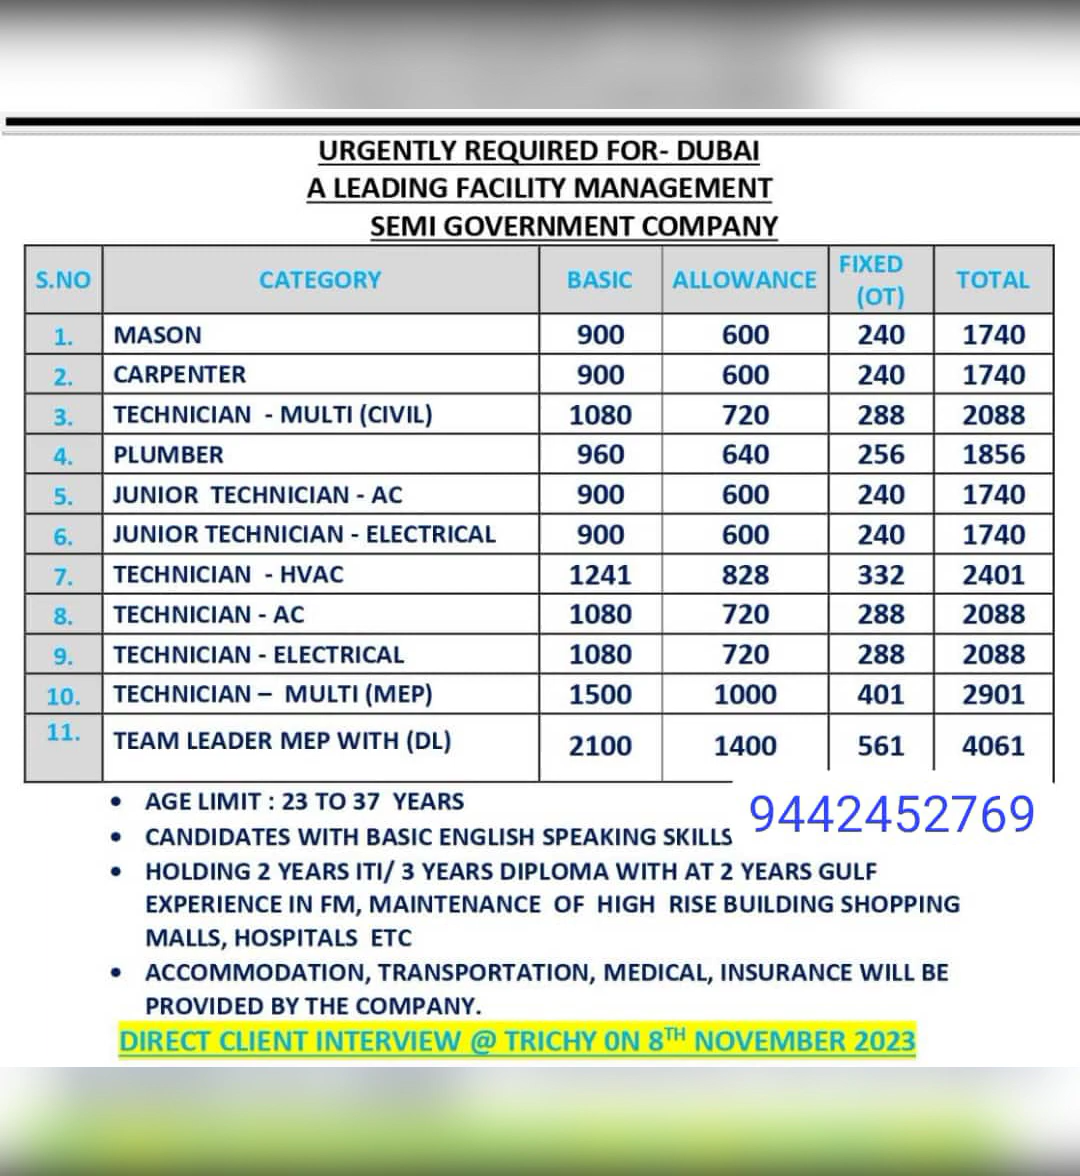 URGENTLY REQUIRED FOR- DUBAI
A LEADING FACILITY MANAGEMENT
SEMI GOVERNMENT COMPANY
S.NO CATEGORY BASIC ALLOWANCE FIXED (OT) TOTAL
1. MASON 900 600 240 1740
2. CARPENTER 900 600 240 1740
3. TECHNICIAN - MULTI (CIVIL) 1080 720 288 2088
4. PLUMBER 960 640 256 1856
5. JUNIOR TECHNICIAN - AC 900 600 240 1740
6. JUNIOR TECHNICIAN - ELECTRICAL 900 600 240 1740
7. TECHNICIAN - HVAC 1241 828 332 2401
8. TECHNICIAN - AC 1080 720 288 2088
9. TECHNICIAN - ELECTRICAL 1080 720 288 2088
10. TECHNICIAN – MULTI (MEP) 1500 1000 401 2901
11. TEAM LEADER MEP WITH (DL) 2100 1400 561 4061
• AGE LIMIT : 23 TO 37 YEARS
9442452769
• CANDIDATES WITH BASIC ENGLISH SPEAKING SKILLS
• HOLDING 2 YEARS ITI/ 3 YEARS DIPLOMA WITH AT 2 YEARS GULF
EXPERIENCE IN FM, MAINTENANCE OF HIGH RISE BUILDING SHOPPING
MALLS, HOSPITALS ETC
• ACCOMMODATION, TRANSPORTATION, MEDICAL, INSURANCE WILL BE
PROVIDED BY THE COMPANY.
DIRECT CLIENT INTERVIEW @ TRICHY 0N 8TH NOVEMBER 2023